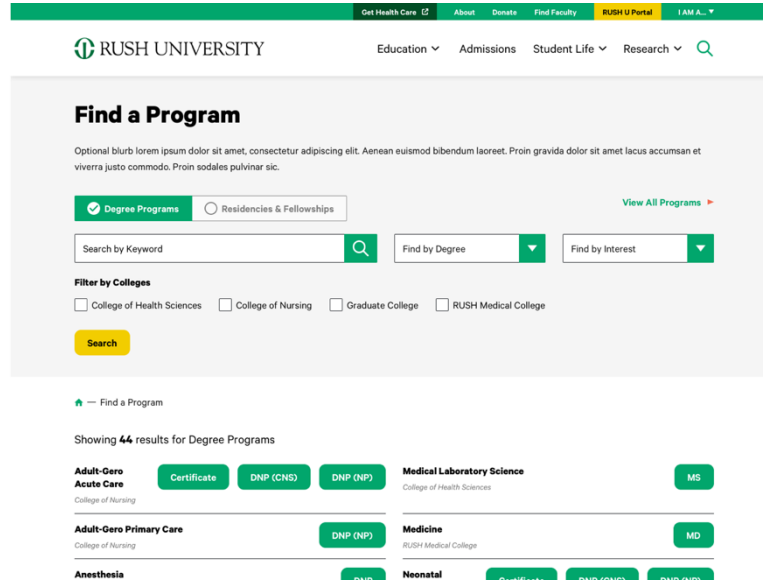 Get Health Care
About
Donate
Find Faculty
RUSH U Portal
I AM A...
RUSH UNIVERSITY
Education
Admissions
Student Life
Research
Find a Program
Optional blurb lorem ipsum dolor sit amet, consectetur adipiscing elit. Aenean euismod bibendum laoreet. Proin gravida dolor sit amet lacus accumsan et
viverra justo commodo. Proin sodales pulvinar sic.
Degree Programs
Residencies & Fellowships
View All Programs
Search by Keyword
Find by Degree
Find by Interest
Filter by Colleges
College of Health Sciences
College of Nursing
Graduate College
RUSH Medical College
Search
— Find a Program
Showing 44 results for Degree Programs
Adult-Gero
Acute Care
College of Nursing
Certificate
DNP (CNS)
DNP (NP)
Medical Laboratory Science
College of Health Sciences
MS
Adult-Gero Primary Care
College of Nursing
DNP (NP)
Medicine
RUSH Medical College
MD
Anesthesia
DNP
Neonatal
Certificate
DNP (CNS)
DNP (NP)